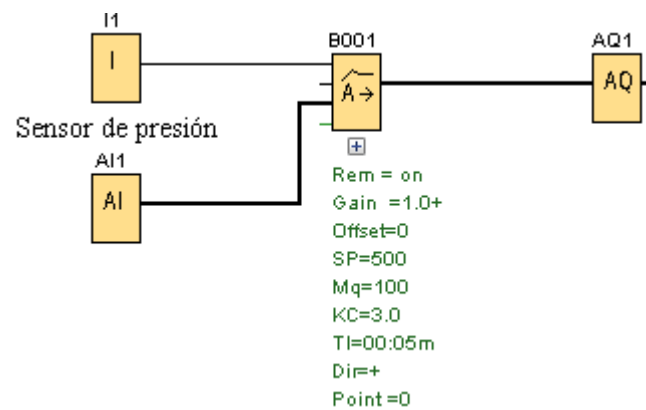 I1
I
B001
A→
AQ1
AQ
Sensor de presión
AI1
AI
Rem = on
Gain =1.0+
Offset=0
SP=500
Mq=100
KC=3.0
TI=00:05m
Dir=+
Point =0